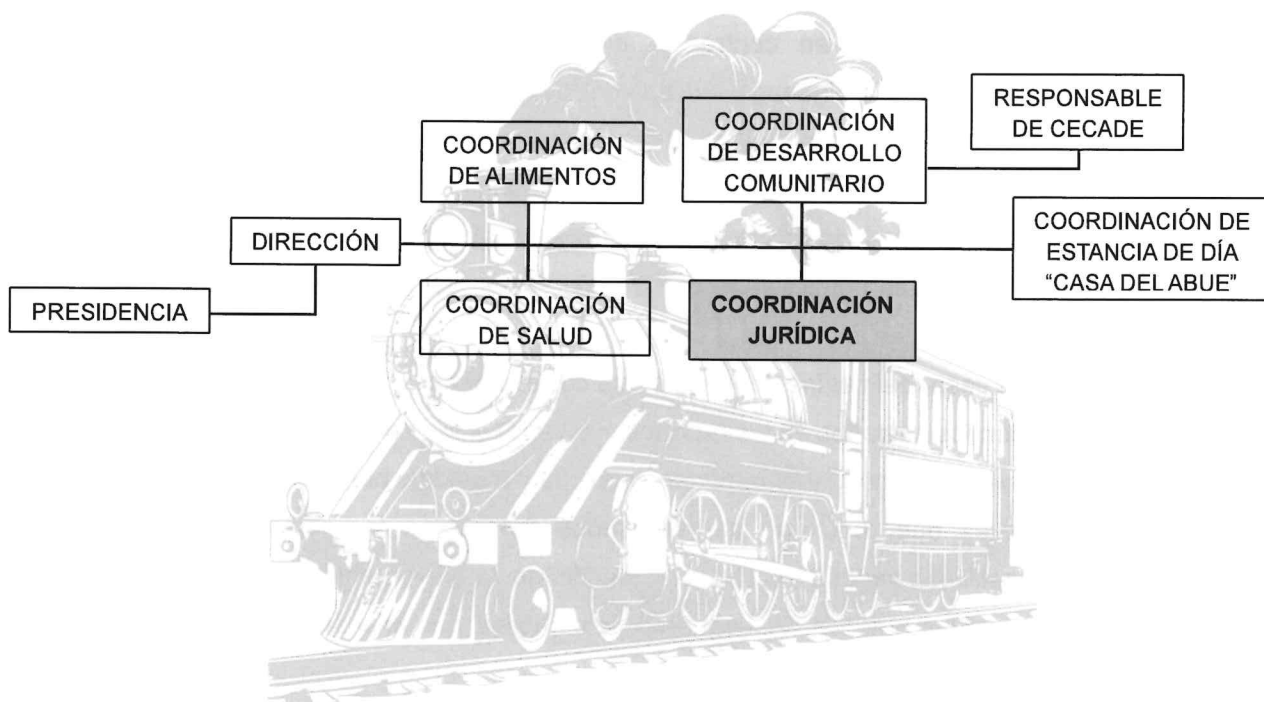 RESPONSABLE
DE CECADE
COORDINACIÓN
DE DESARROLLO
COMUNITARIO
COORDINACIÓN
DE ALIMENTOS
COORDINACIÓN DE
ESTANCIA DE DÍA
“CASA DEL ABUE”
DIRECCIÓN
PRESIDENCIA
COORDINACIÓN
DE SALUD
COORDINACIÓN
JURÍDICA